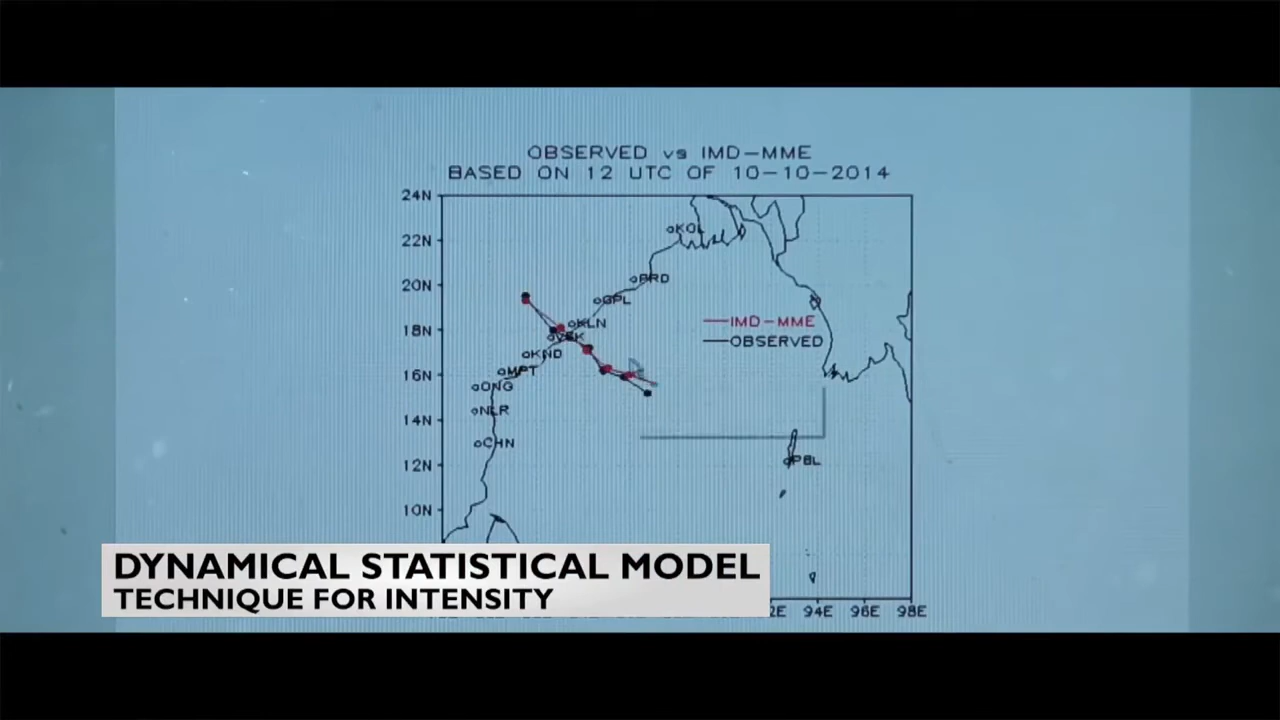 OBSERVED vs IMD-MME
BASED ON 12 UTC OF 10-10-2014
24N
22N
20N
18N
16N
14N
12N
10N
KOL
PRD
GPL
KLN
VSK
KND
MPT
ONG
NLR
CHN
PBL
IMD-MME
OBSERVED
94E 96E 98E
DYNAMICAL STATISTICAL MODEL
TECHNIQUE FOR INTENSITY